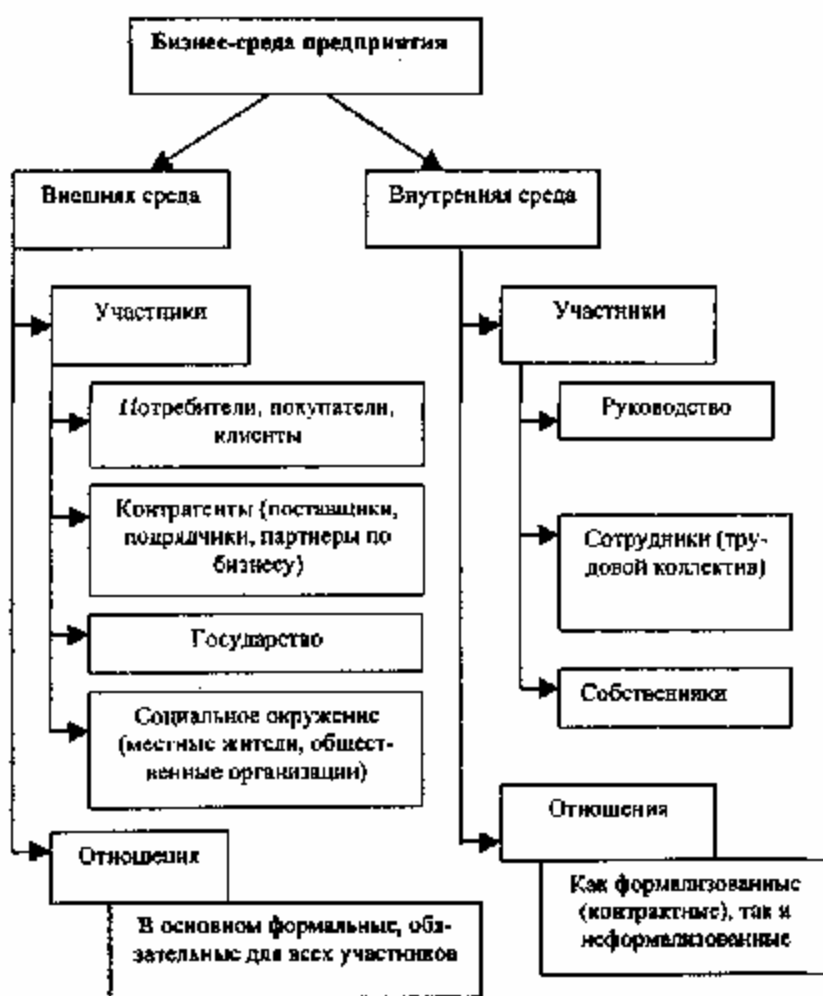 Бизнес-среда предприятия
Внешняя среда
Участники
Потребители, покупатели,
клиенты
Контрагенты (поставщики,
подрядчики, партнеры по
бизнесу)
Государство
Социальное окружение
(местные жители, общест-
венные организации)
Отношения
В основном формальные, обя-
зательные для всех участников
Внутренняя среда
Участники
Руководство
Сотрудники (тру-
довой коллектив)
Собственники
Отношения
Как формализованные
(контрактные), так и
неформализованные